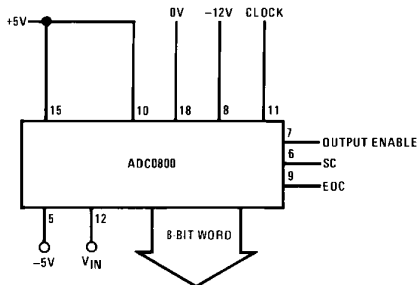 +5V 0V -12V CLOCK
15 10 18 8 11
ADC0800
7 OUTPUT ENABLE
6 SC
9 EOC
5 12
8-BIT WORD
-5V VIN